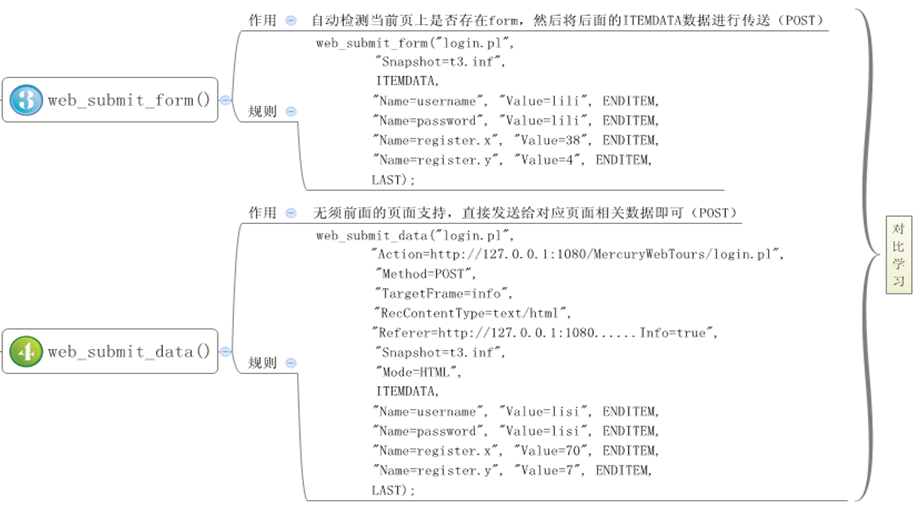 作用 自动检测当前页上是否存在form，然后将后面的ITEMDATA数据进行传送（POST）
3 web_submit_form()
规则
web_submit_form("login.pl",
"Snapshot=t3.inf",
ITEMDATA,
"Name=username", "Value=lili", ENDITEM,
"Name=password", "Value=lili", ENDITEM,
"Name=register.x", "Value=38", ENDITEM,
"Name=register.y", "Value=4", ENDITEM,
LAST);
作用 无须前面的页面支持，直接发送给对应页面相关数据即可（POST）
4 web_submit_data()
规则
web_submit_data("login.pl",
"Action=http://127.0.0.1:1080/MercuryWebTours/login.pl",
"Method=POST",
"TargetFrame=info",
"RecContentType=text/html",
"Referer=http://127.0.0.1:1080......Info=true",
"Snapshot=t3.inf",
"Mode=HTML",
ITEMDATA,
"Name=username", "Value=lisi", ENDITEM,
"Name=password", "Value=lisi", ENDITEM,
"Name=register.x", "Value=70", ENDITEM,
"Name=register.y", "Value=7", ENDITEM,
LAST);
对比学习